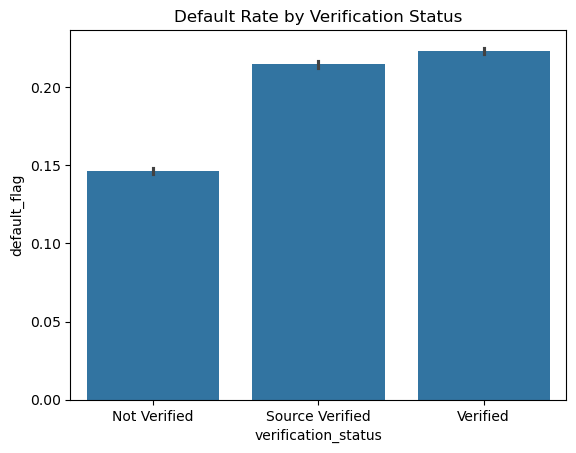 Default Rate by Verification Status
default_flag
0.20
0.15
0.10
0.05
0.00
Not Verified Source Verified Verified
verification_status